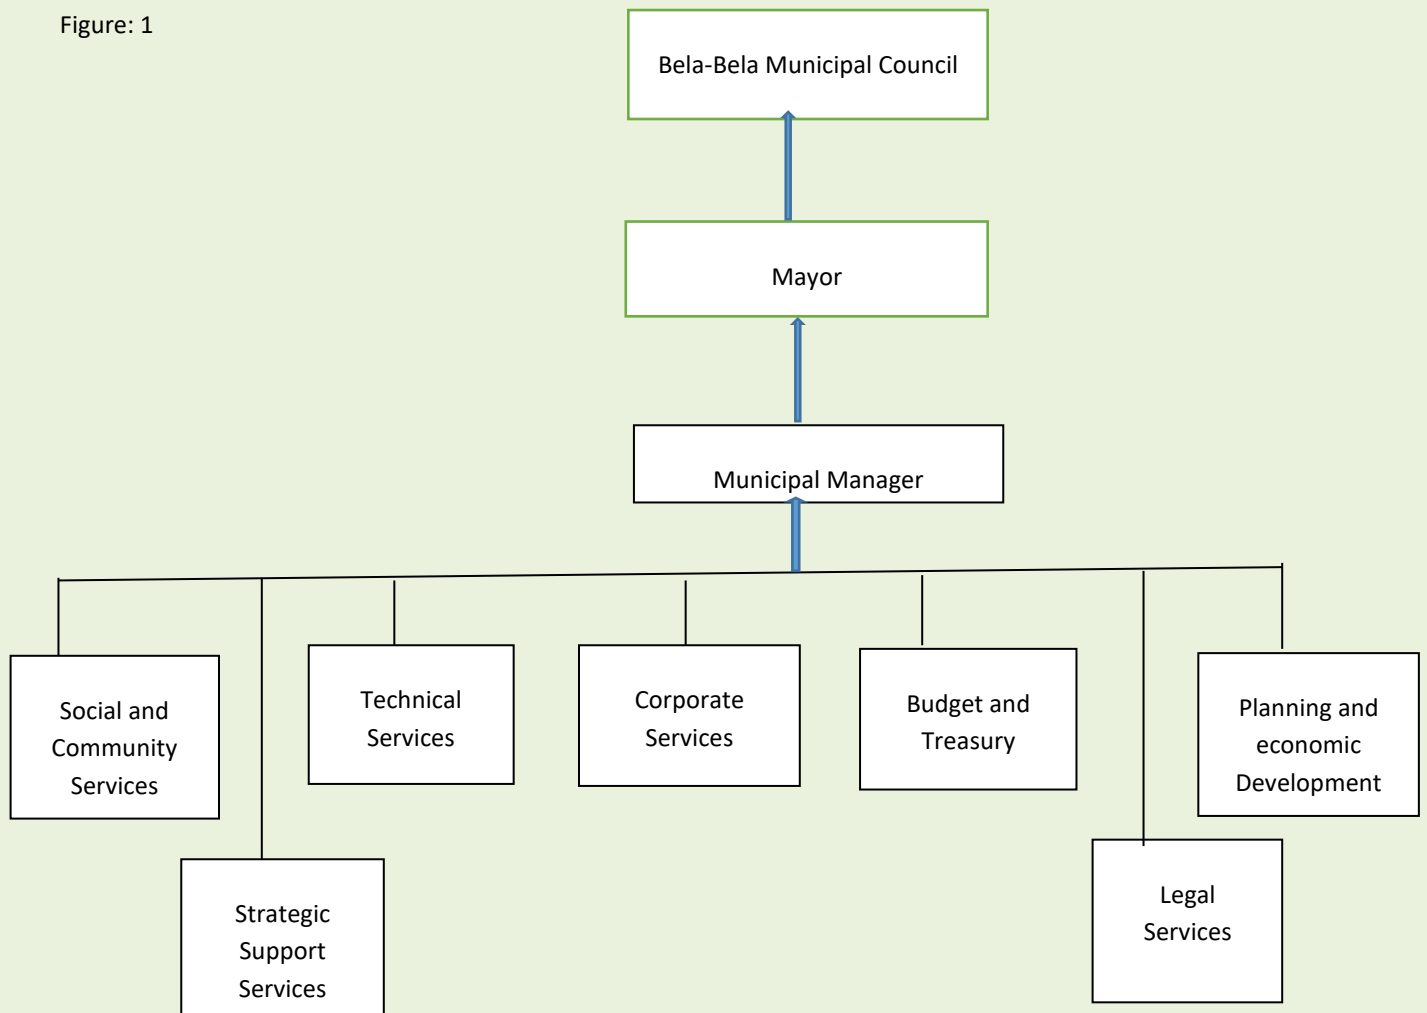 Figure: 1
Bela-Bela Municipal Council
Mayor
Municipal Manager
Social and
Community
Services
Technical
Services
Corporate
Services
Budget and
Treasury
Planning and
economic
Development
Strategic
Support
Services
Legal
Services